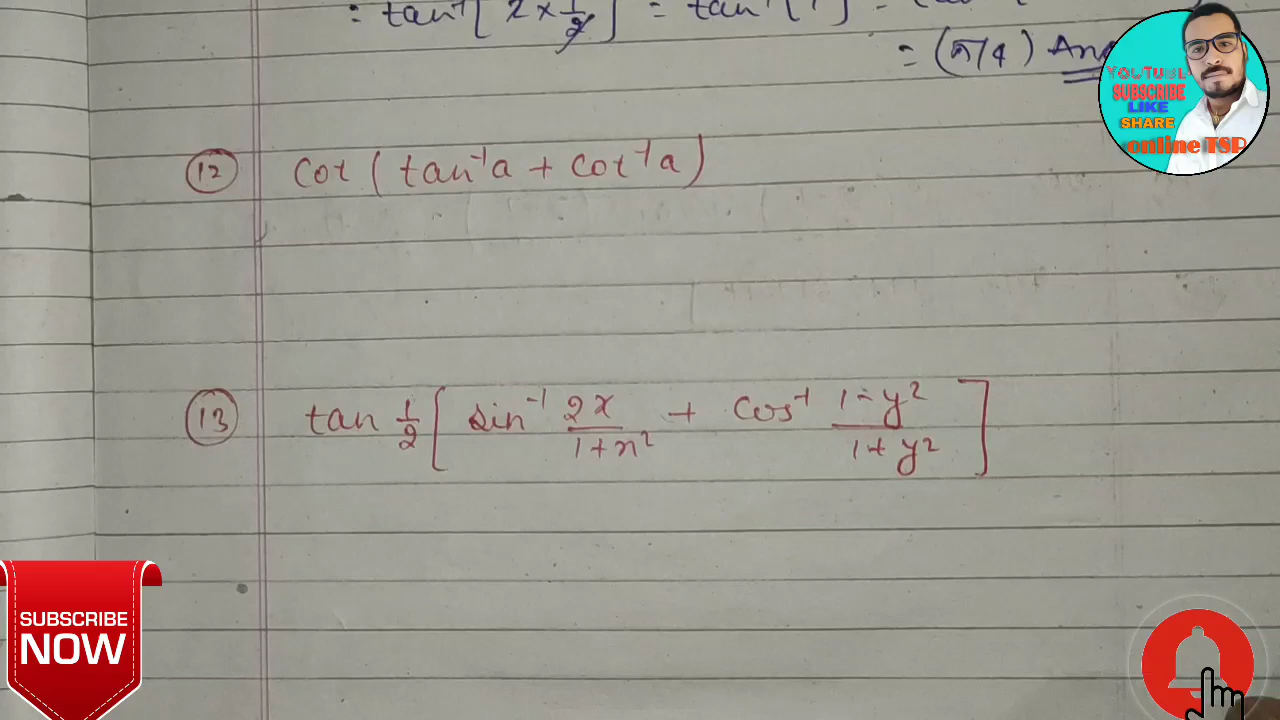 = tan⁻¹[ 2 × 1/2 ] = tan⁻¹[1] =
= (π/4) Ans
YOUTUBE
SUBSCRIBE
LIKE
SHARE
online TSP
(12) cot ( tan⁻¹a + cot⁻¹a )
(13) tan 1/2 [ sin⁻¹ 2x/1+x² + cos⁻¹ 1-y²/1+y² ]
SUBSCRIBE
NOW